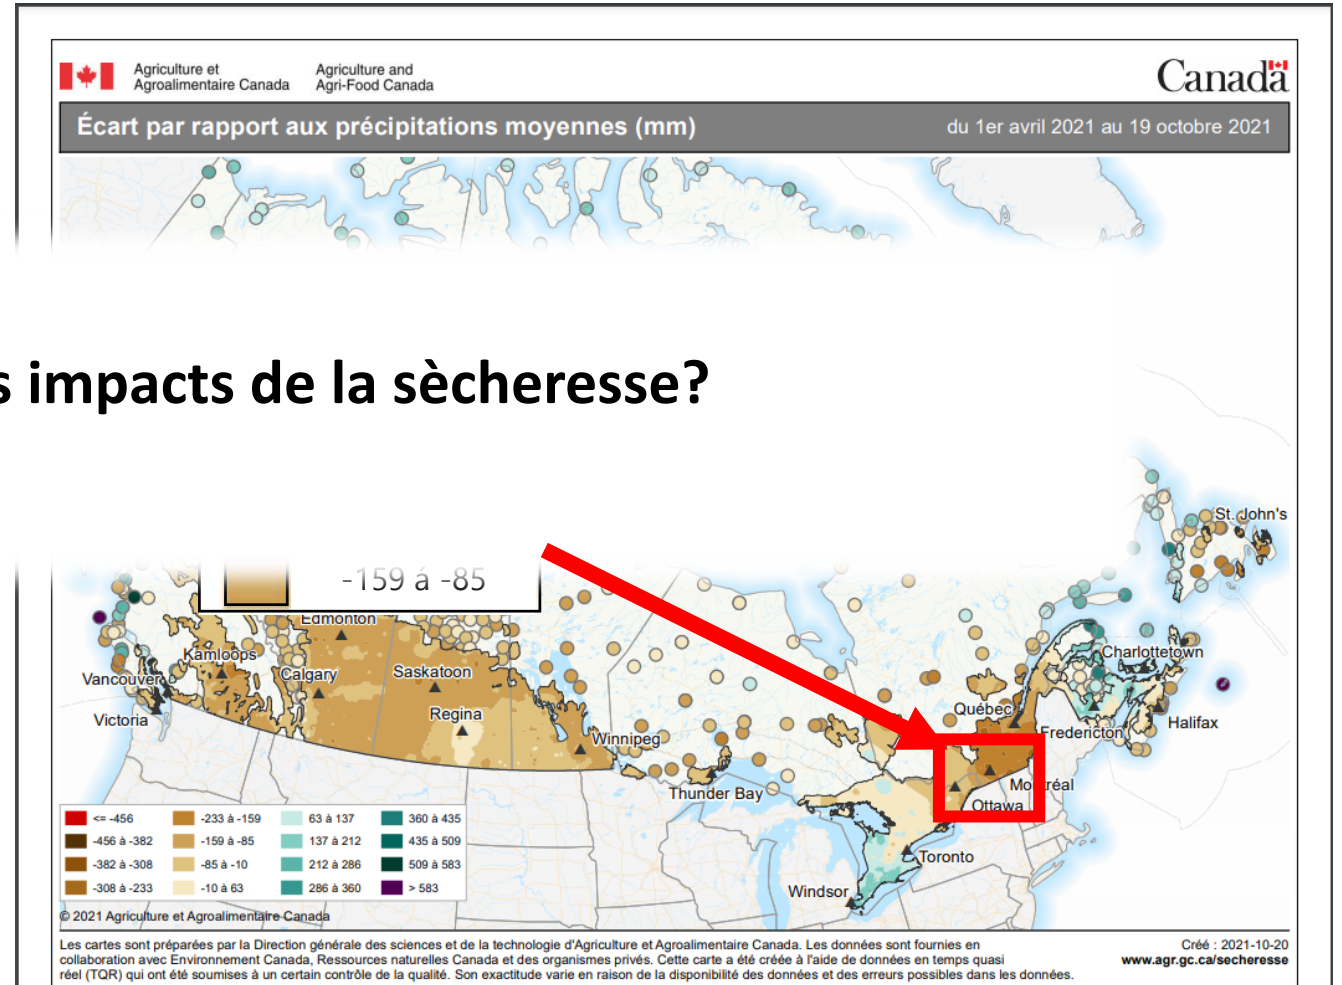 Agriculture et
Agroalimentaire Canada
Agriculture and
Agri-Food Canada
Canada
Écart par rapport aux précipitations moyennes (mm)
du 1er avril 2021 au 19 octobre 2021
s impacts de la sècheresse?
St. John's
-159 á -85
Edmonton
Kamloops
Calgary
Saskatoon
Charlottetown
Vancouver
Victoria
Regina
Québec
Winnipeg
Fredericton
Halifax
Thunder Bay
Montréal
Ottawa
Toronto
Windsor
<= -456
-233 à -159
63 à 137
360 à 435
-456 à -382
-159 à -85
137 à 212
435 à 509
-382 à -308
-85 à -10
212 à 286
509 à 583
-308 à -233
-10 à 63
286 à 360
> 583
© 2021 Agriculture et Agroalimentaire Canada
Les cartes sont préparées par la Direction générale des sciences et de la technologie d'Agriculture et Agroalimentaire Canada. Les données sont fournies en
collaboration avec Environnement Canada, Ressources naturelles Canada et des organismes privés. Cette carte a été créée à l'aide de données en temps quasi
réel (TQR) qui ont été soumises à un certain contrôle de la qualité. Son exactitude varie en raison de la disponibilité des données et des erreurs possibles dans les données.
Créé : 2021-10-20
www.agr.gc.ca/secheresse